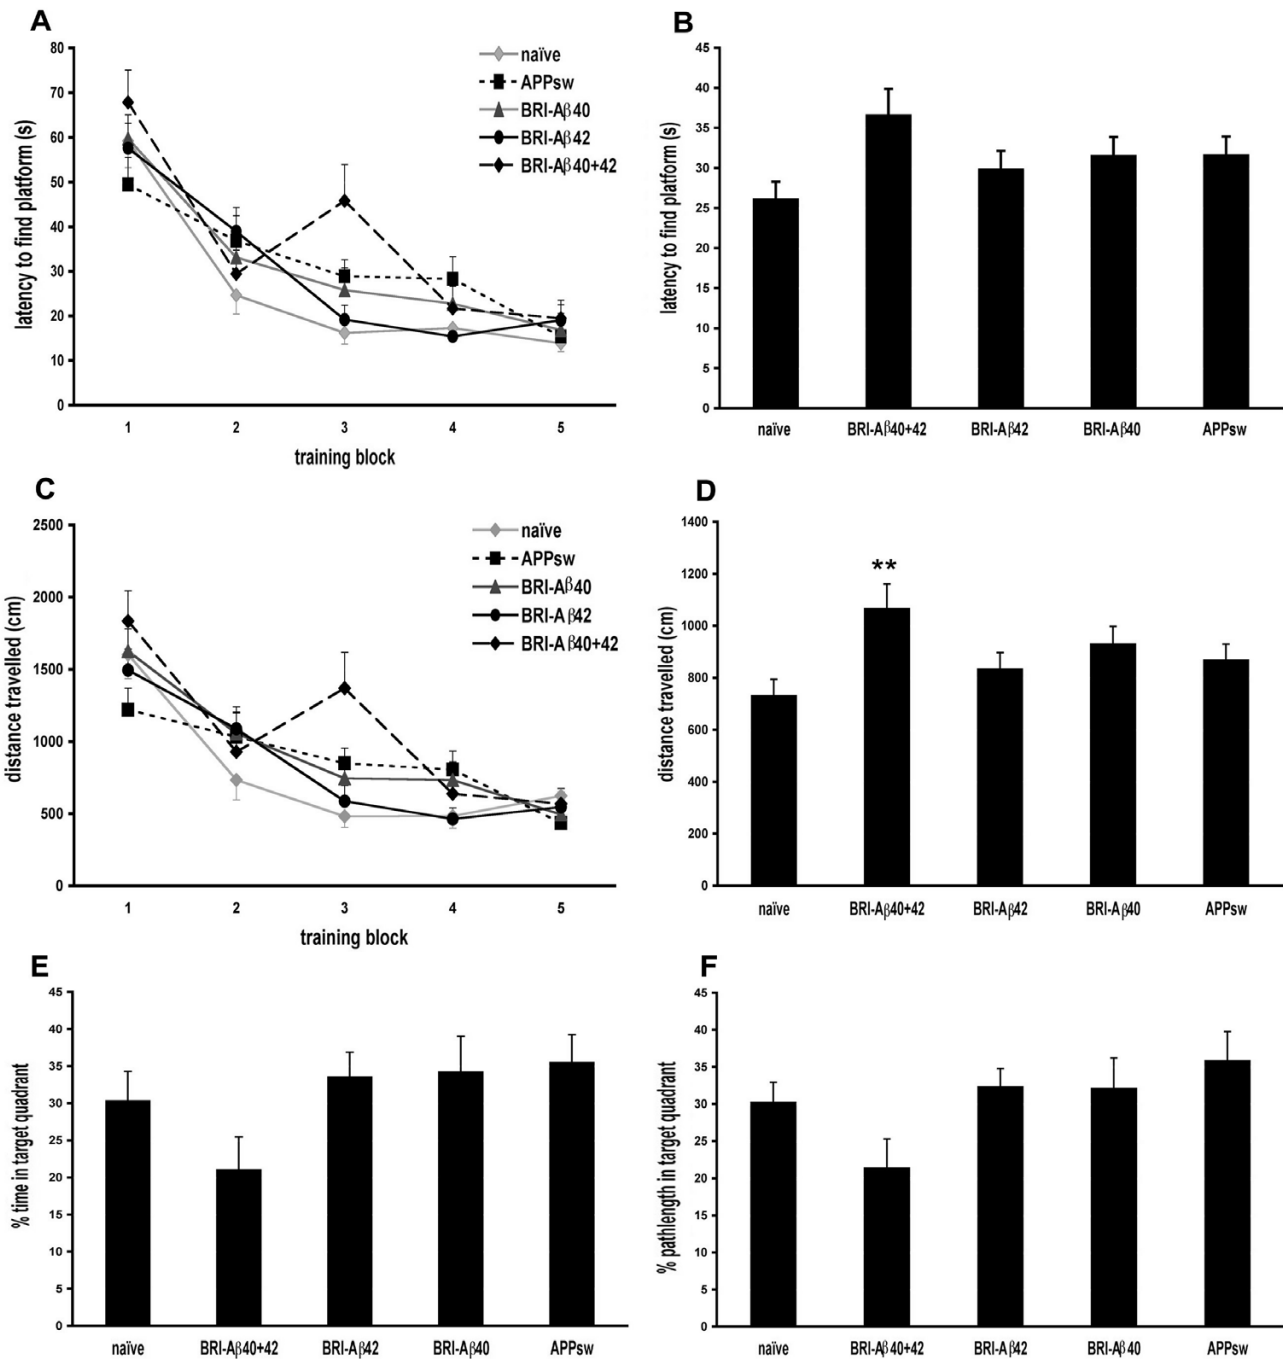 A
80
70
60
50
40
30
20
10
0
latency to find platform (s)
naïve
APPsw
BRI-Aβ40
BRI-Aβ42
BRI-Aβ40+42
1 2 3 4 5
training block
B
45
40
35
30
25
20
15
10
5
0
latency to find platform (s)
naïve BRI-Aβ40+42 BRI-Aβ42 BRI-Aβ40 APPsw
C
2500
2000
1500
1000
500
0
distance travelled (cm)
naïve
APPsw
BRI-Aβ40
BRI-Aβ42
BRI-Aβ40+42
1 2 3 4 5
training block
D
1400
1200
1000
800
600
400
200
0
distance travelled (cm)
**
naïve BRI-Aβ40+42 BRI-Aβ42 BRI-Aβ40 APPsw
E
45
40
35
30
25
20
15
10
5
0
% time in target quadrant
naïve BRI-Aβ40+42 BRI-Aβ42 BRI-Aβ40 APPsw
F
45
40
35
30
25
20
15
10
5
0
% pathlength in target quadrant
naïve BRI-Aβ40+42 BRI-Aβ42 BRI-Aβ40 APPsw